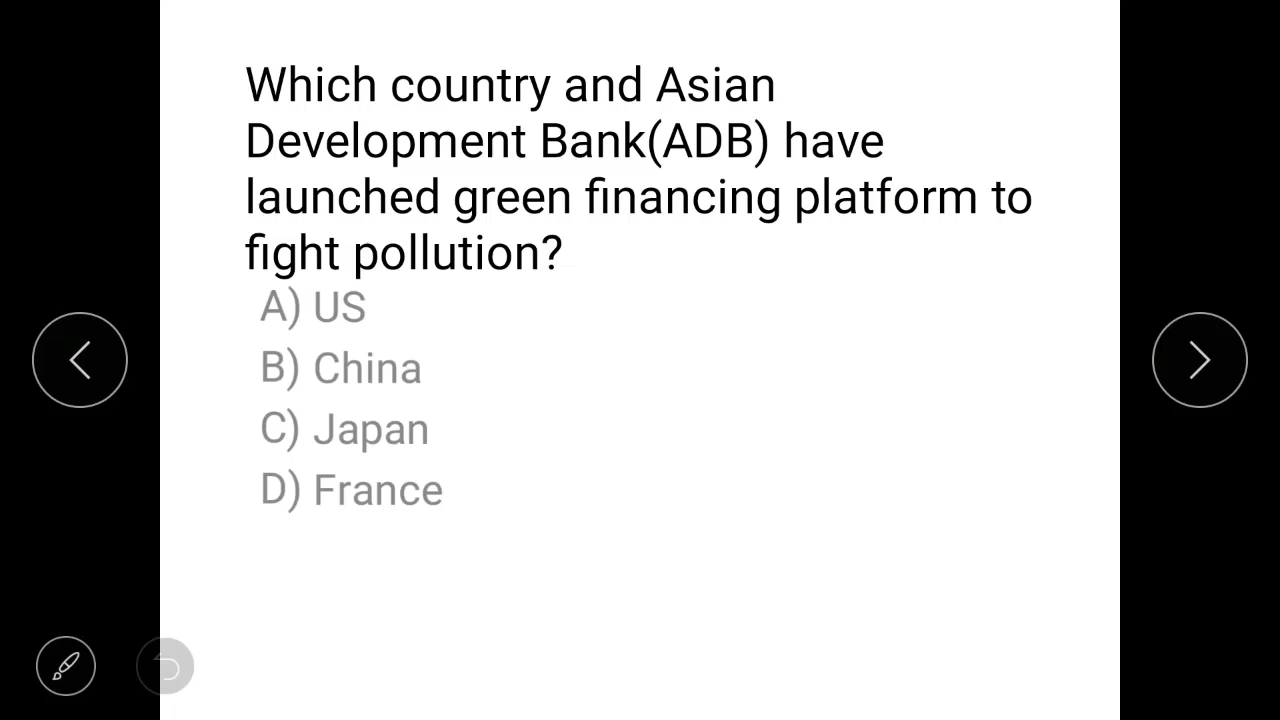 Which country and Asian
Development Bank(ADB) have
launched green financing platform to
fight pollution?
A) US
B) China
C) Japan
D) France